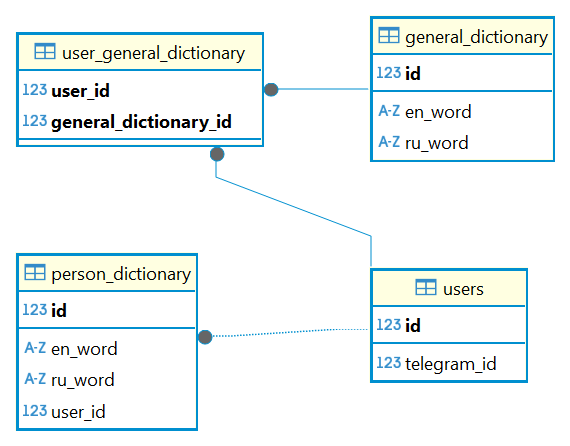 user_general_dictionary
123 user_id
123 general_dictionary_id
general_dictionary
123 id
A-Z en_word
A-Z ru_word
person_dictionary
123 id
A-Z en_word
A-Z ru_word
123 user_id
users
123 id
123 telegram_id